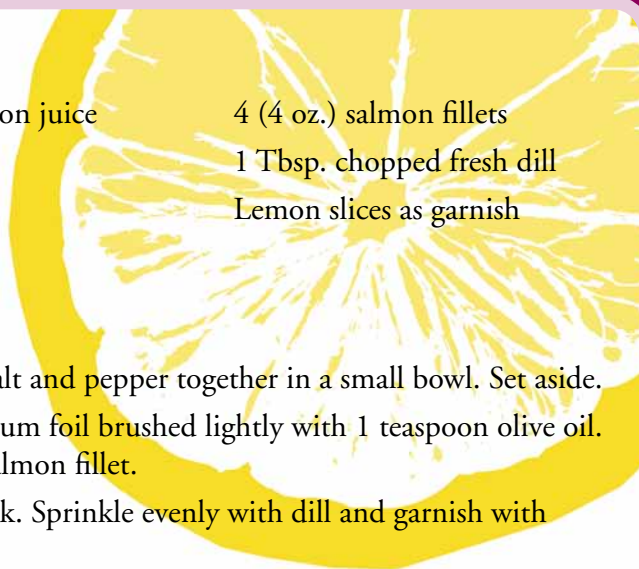 on juice
4 (4 oz.) salmon fillets
1 Tbsp. chopped fresh dill
Lemon slices as garnish
alt and pepper together in a small bowl. Set aside.
um foil brushed lightly with 1 teaspoon olive oil.
almon fillet.
k. Sprinkle evenly with dill and garnish with